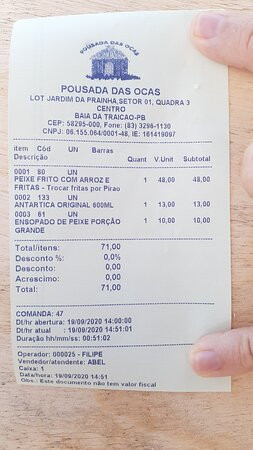 POUSADA DAS OCAS
POUSADA DAS OCAS
LOT JARDIM DA PRAINHA,SETOR 01, QUADRA 3
CENTRO
BAIA DA TRAICAO-PB
CEP: 58295-000, Fone: (83) 3296-1130
CNPJ: 06.155.064/0001-48, IE: 161419097
item Cód UN Barras
Descrição Quant V.Unit Subtotal
0001 80 UN
PEIXE FRITO COM ARROZ E 1 48,00 48,00
FRITAS - Trocar fritas por Pirao
0002 133 UN
ANTARTICA ORIGINAL 600ML 1 13,00 13,00
0003 61 UN
ENSOPADO DE PEIXE PORÇÃO 1 10,00 10,00
GRANDE
Total/itens: 71,00
Desconto %: 0,0%
Desconto: 0,00
Acrescimo: 0,00
Total: 71,00
COMANDA: 47
Dt/hr abertura: 19/09/2020 14:00:00
Dt/hr atual : 19/09/2020 14:51:01
Duração hh/mm/ss: 00:51:02
Operador: 000025 - FILIPE
Vendedor/atendente: ABEL
Caixa: 1
Data/hora: 19/09/2020 14:51
Obs.: Este documento não tem valor fiscal